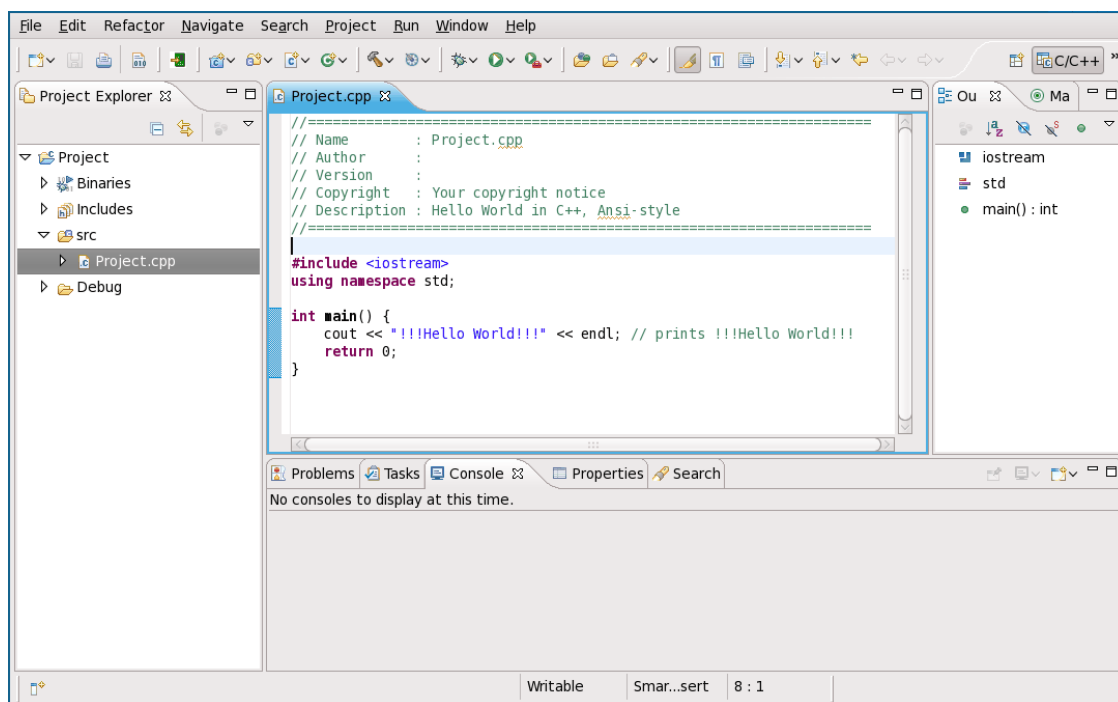 File Edit Refactor Navigate Search Project Run Window Help
C/C++ »
Project Explorer
Project
Binaries
Includes
src
Project.cpp
Debug
Project.cpp
//====================================================================
// Name : Project.cpp
// Author :
// Version :
// Copyright : Your copyright notice
// Description : Hello World in C++, Ansi-style
//====================================================================
#include <iostream>
using namespace std;
int main() {
cout << "!!!Hello World!!!" << endl; // prints !!!Hello World!!!
return 0;
}
Ou Ma
iostream
std
main() : int
Problems Tasks Console Properties Search
No consoles to display at this time.
Writable Smar...sert 8 : 1